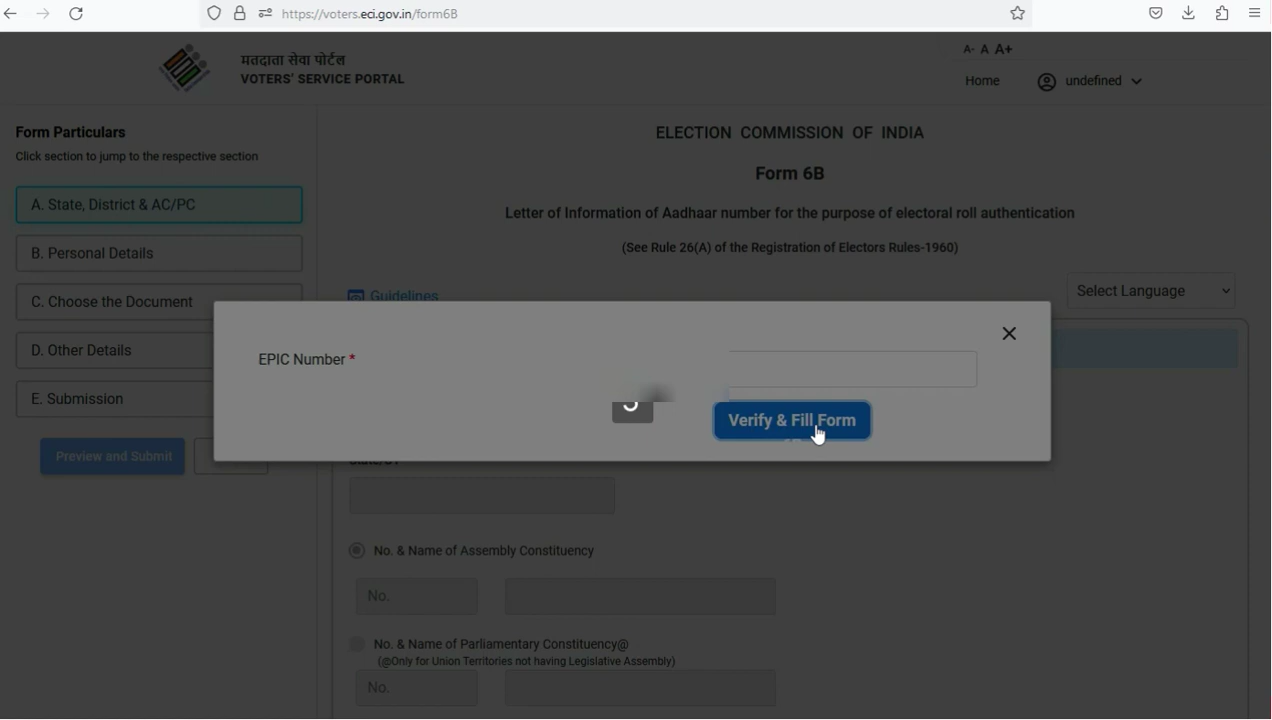 https://voters.eci.gov.in/form6B
A- A A+
मतदाता सेवा पोर्टल
VOTERS' SERVICE PORTAL
Home
undefined
Form Particulars
Click section to jump to the respective section
A. State, District & AC/PC
B. Personal Details
C. Choose the Document
D. Other Details
E. Submission
Preview and Submit
ELECTION COMMISSION OF INDIA
Form 6B
Letter of Information of Aadhaar number for the purpose of electoral roll authentication
(See Rule 26(A) of the Registration of Electors Rules-1960)
Guidelines
Select Language
EPIC Number *
Verify & Fill Form
No. & Name of Assembly Constituency
No.
No. & Name of Parliamentary Constituency@
(@Only for Union Territories not having Legislative Assembly)
No.